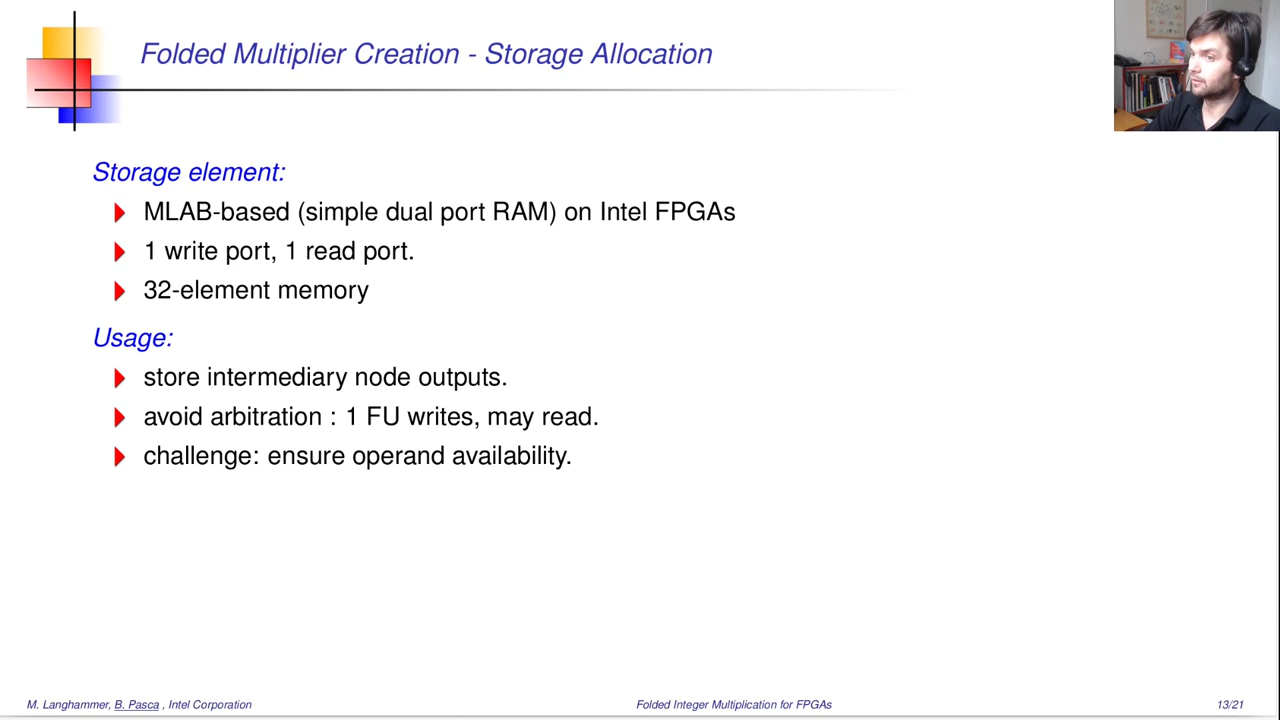 Folded Multiplier Creation - Storage Allocation
Storage element:
MLAB-based (simple dual port RAM) on Intel FPGAs
1 write port, 1 read port.
32-element memory
Usage:
store intermediary node outputs.
avoid arbitration : 1 FU writes, may read.
challenge: ensure operand availability.
M. Langhammer, B. Pasca , Intel Corporation
Folded Integer Multiplication for FPGAs
13/21